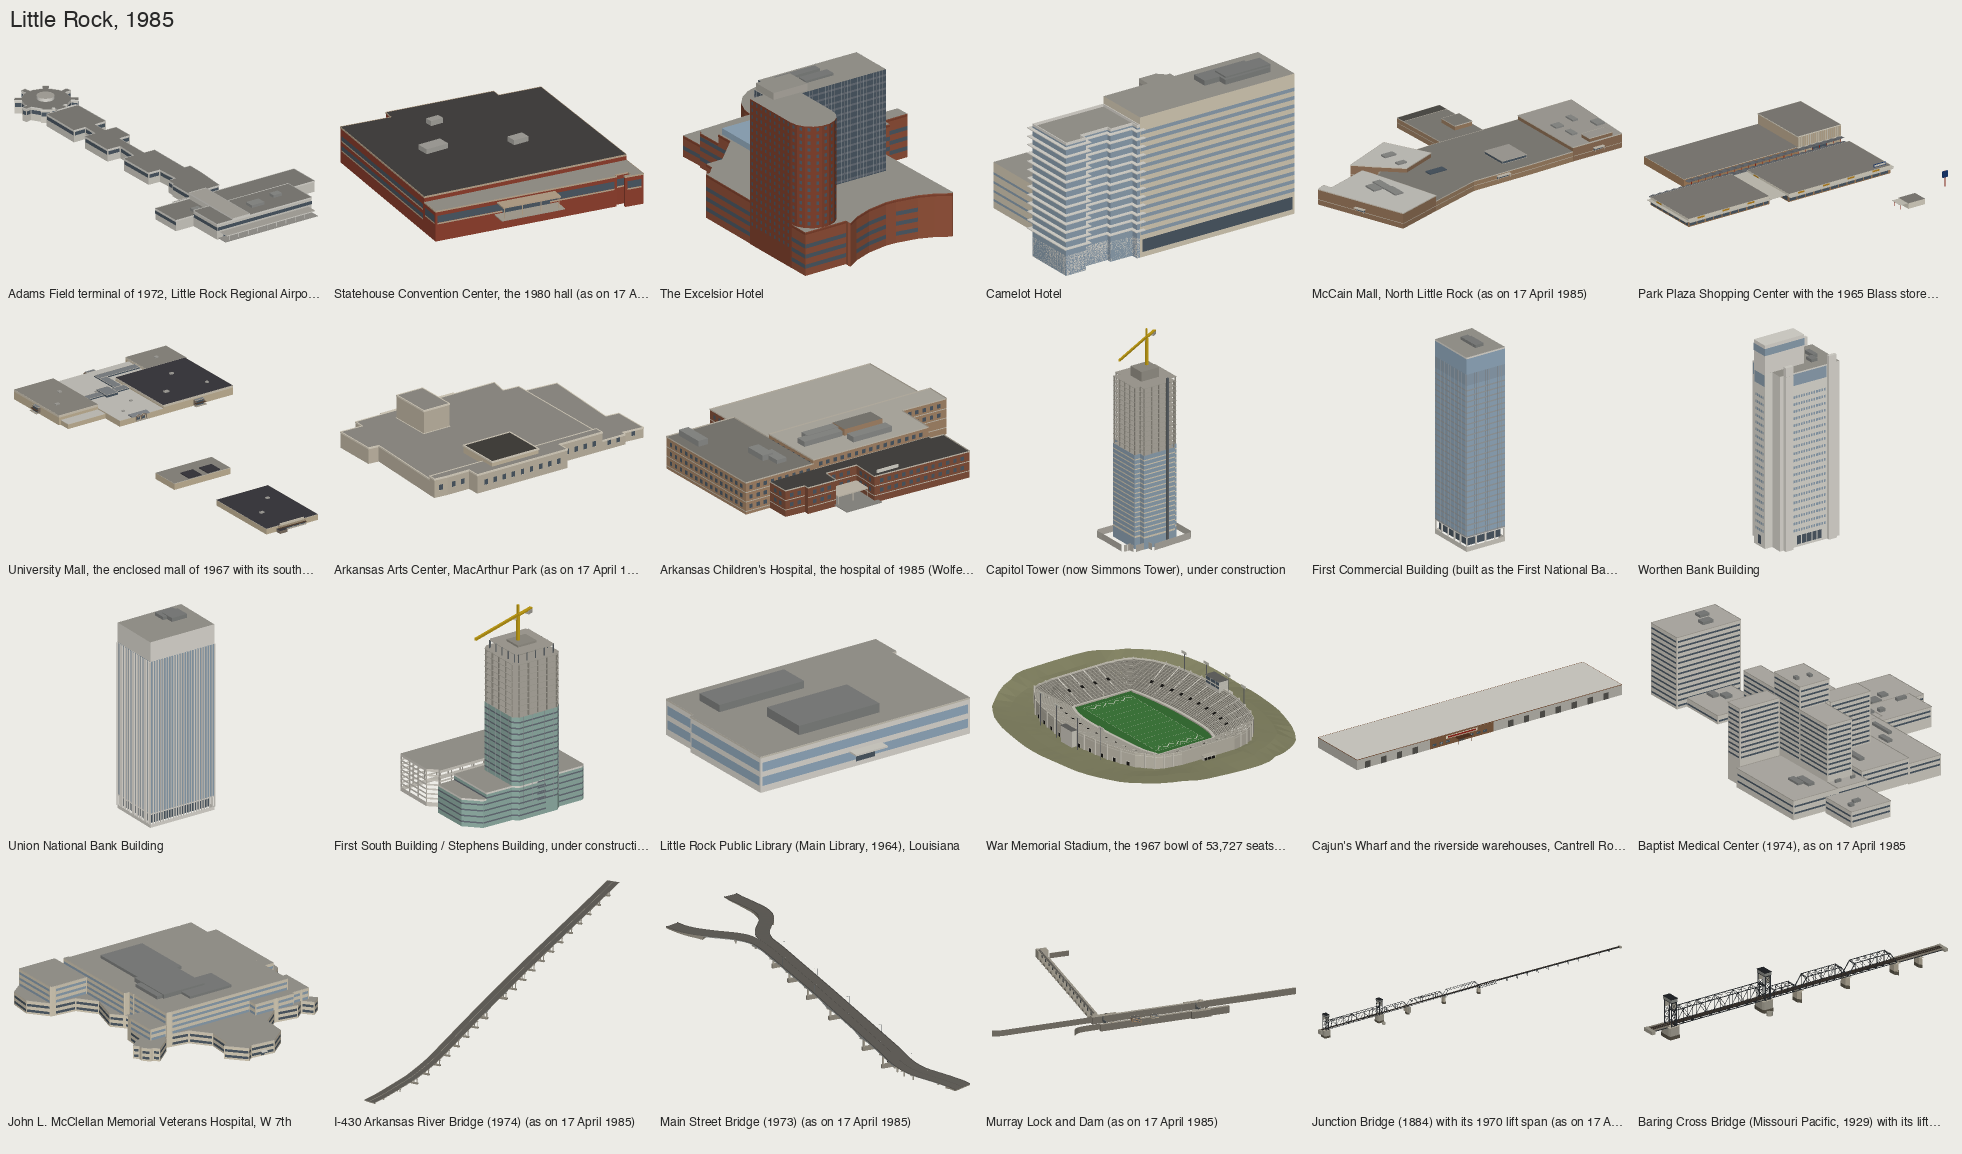 Little Rock, 1985
Adams Field terminal of 1972, Little Rock Regional Airpo…
Statehouse Convention Center, the 1980 hall (as on 17 A…
The Excelsior Hotel
Camelot Hotel
McCain Mall, North Little Rock (as on 17 April 1985)
Park Plaza Shopping Center with the 1965 Blass store…
University Mall, the enclosed mall of 1967 with its south…
Arkansas Arts Center, MacArthur Park (as on 17 April 1…
Arkansas Children's Hospital, the hospital of 1985 (Wolfe…
Capitol Tower (now Simmons Tower), under construction
First Commercial Building (built as the First National Ba…
Worthen Bank Building
Union National Bank Building
First South Building / Stephens Building, under constructi…
Little Rock Public Library (Main Library, 1964), Louisiana
War Memorial Stadium, the 1967 bowl of 53,727 seats…
Cajun's Wharf and the riverside warehouses, Cantrell Ro…
Baptist Medical Center (1974), as on 17 April 1985
John L. McClellan Memorial Veterans Hospital, W 7th
I-430 Arkansas River Bridge (1974) (as on 17 April 1985)
Main Street Bridge (1973) (as on 17 April 1985)
Murray Lock and Dam (as on 17 April 1985)
Junction Bridge (1884) with its 1970 lift span (as on 17 A…
Baring Cross Bridge (Missouri Pacific, 1929) with its lift…